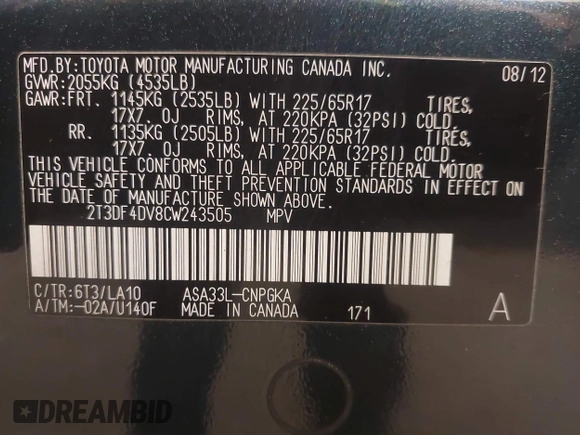 MFD.BY:TOYOTA MOTOR MANUFACTURING CANADA INC. 08/12
GVWR:2055KG (4535LB)
GAWR:FRT. 1145KG (2535LB) WITH 225/65R17 TIRES,
17X7.0J RIMS, AT 220KPA (32PSI) COLD.
RR. 1135KG (2505LB) WITH 225/65R17 TIRES,
17X7.0J RIMS, AT 220KPA (32PSI) COLD.
THIS VEHICLE CONFORMS TO ALL APPLICABLE FEDERAL MOTOR
VEHICLE SAFETY AND THEFT PREVENTION STANDARDS IN EFFECT ON
THE DATE OF MANUFACTURE SHOWN ABOVE.
2T3DF4DV8CW243505 MPV
C/TR:6T3/LA10 ASA33L-CNPGKA
A/TM:-02A/U140F MADE IN CANADA 171 A
DREAMBID